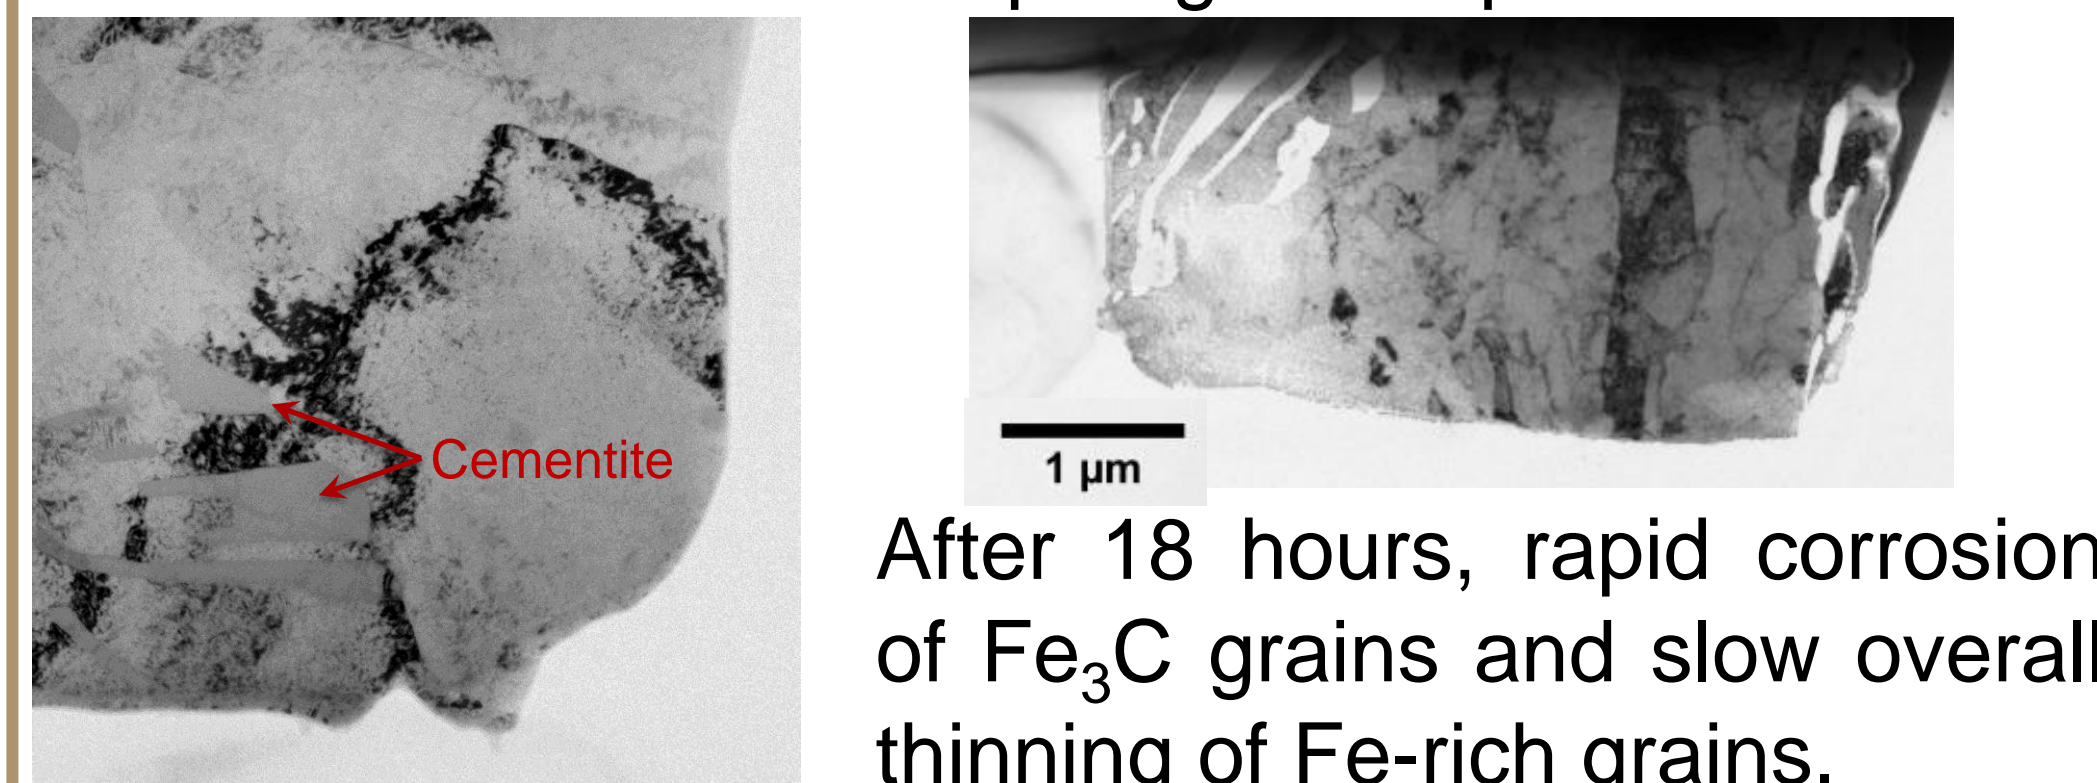 Cementite
1 µm
After 18 hours, rapid corrosion
of Fe₃C grains and slow overall
thinning of Fe-rich grains.